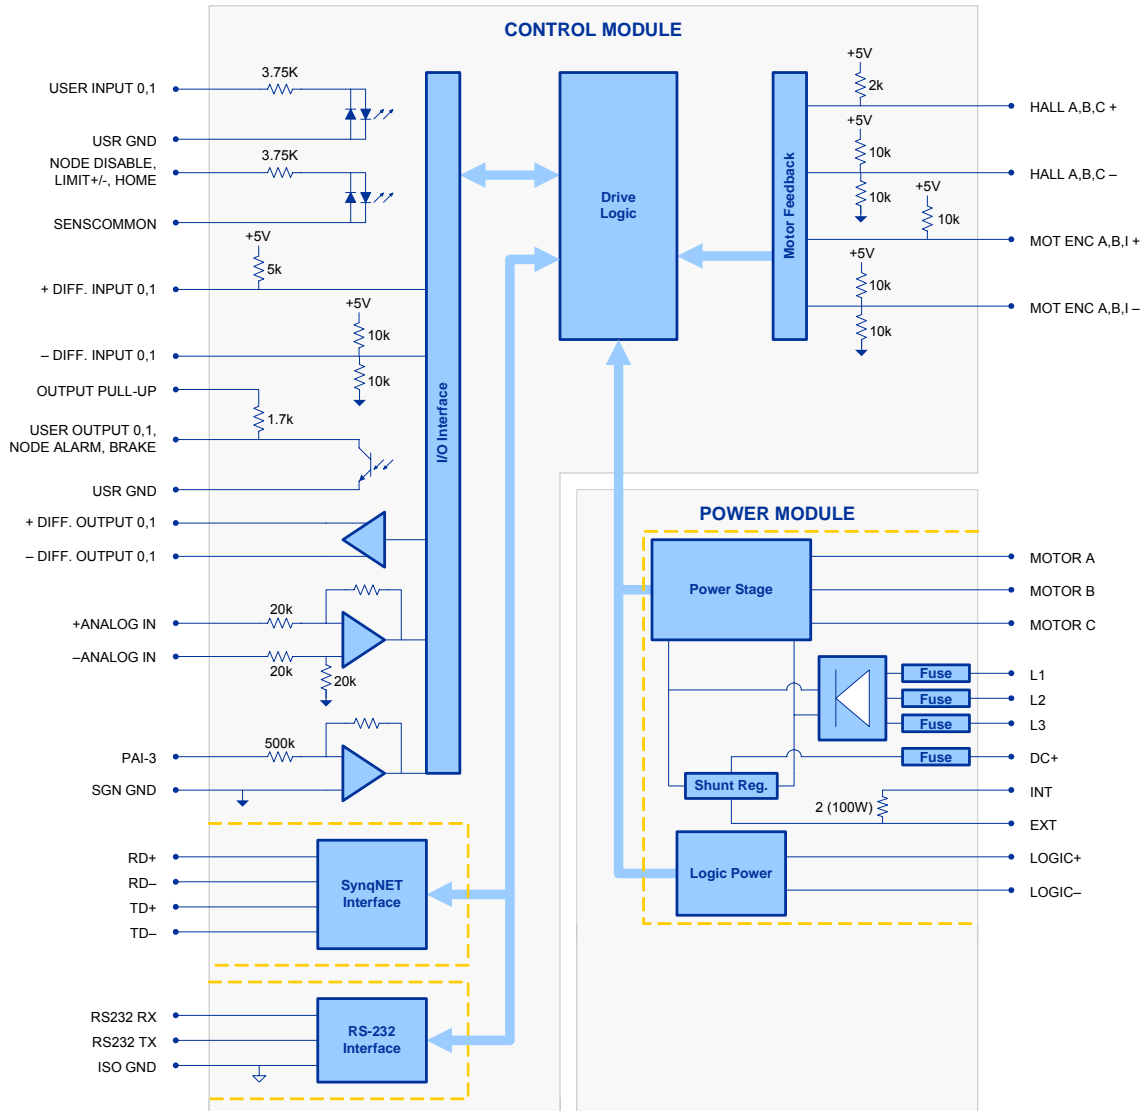 CONTROL MODULE
USER INPUT 0,1
3.75K
USR GND
NODE DISABLE,
LIMIT+/-, HOME
3.75K
SENSCOMMON
+5V
5k
+ DIFF. INPUT 0,1
+5V
10k
– DIFF. INPUT 0,1
10k
OUTPUT PULL-UP
1.7k
USER OUTPUT 0,1,
NODE ALARM, BRAKE
USR GND
+ DIFF. OUTPUT 0,1
– DIFF. OUTPUT 0,1
+ANALOG IN
20k
–ANALOG IN
20k
20k
PAI-3
500k
SGN GND
I/O Interface
RD+
RD–
TD+
TD–
SynqNET
Interface
RS232 RX
RS232 TX
ISO GND
RS-232
Interface
Drive
Logic
Motor Feedback
+5V
2k
HALL A,B,C +
+5V
10k
HALL A,B,C –
10k
+5V
10k
MOT ENC A,B,I +
+5V
10k
MOT ENC A,B,I –
10k
POWER MODULE
Power Stage
MOTOR A
MOTOR B
MOTOR C
Fuse
L1
Fuse
L2
Fuse
L3
Fuse
DC+
Shunt Reg.
INT
2 (100W)
EXT
Logic Power
LOGIC+
LOGIC–